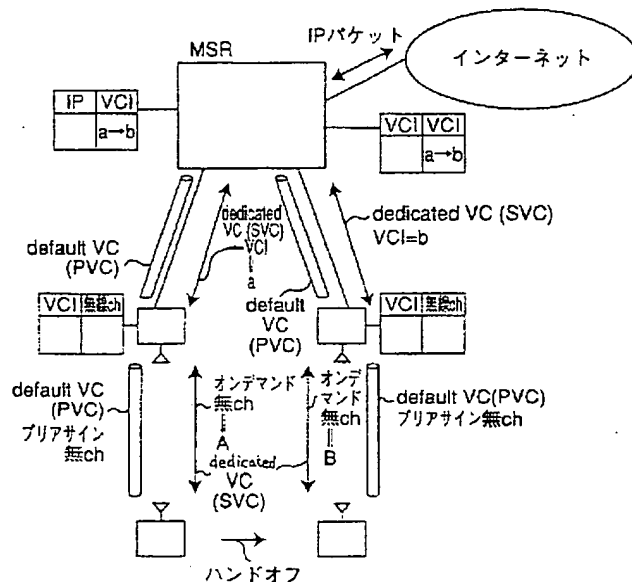 IPパケット
MSR
インターネット
IP VCI
a→b
VCI VCI
a→b
dedicated
VC (SVC)
VCI
=
a
dedicated VC (SVC)
VCI=b
default VC
(PVC)
default
VC
(PVC)
VCI 無線ch
VCI 無線ch
default VC
(PVC)
プリアサイン
無ch
オンデマンド
無ch
=
A
オンデ
マンド
無ch
=
B
default VC(PVC)
プリアサイン無ch
dedicated
VC
(SVC)
ハンドオフ